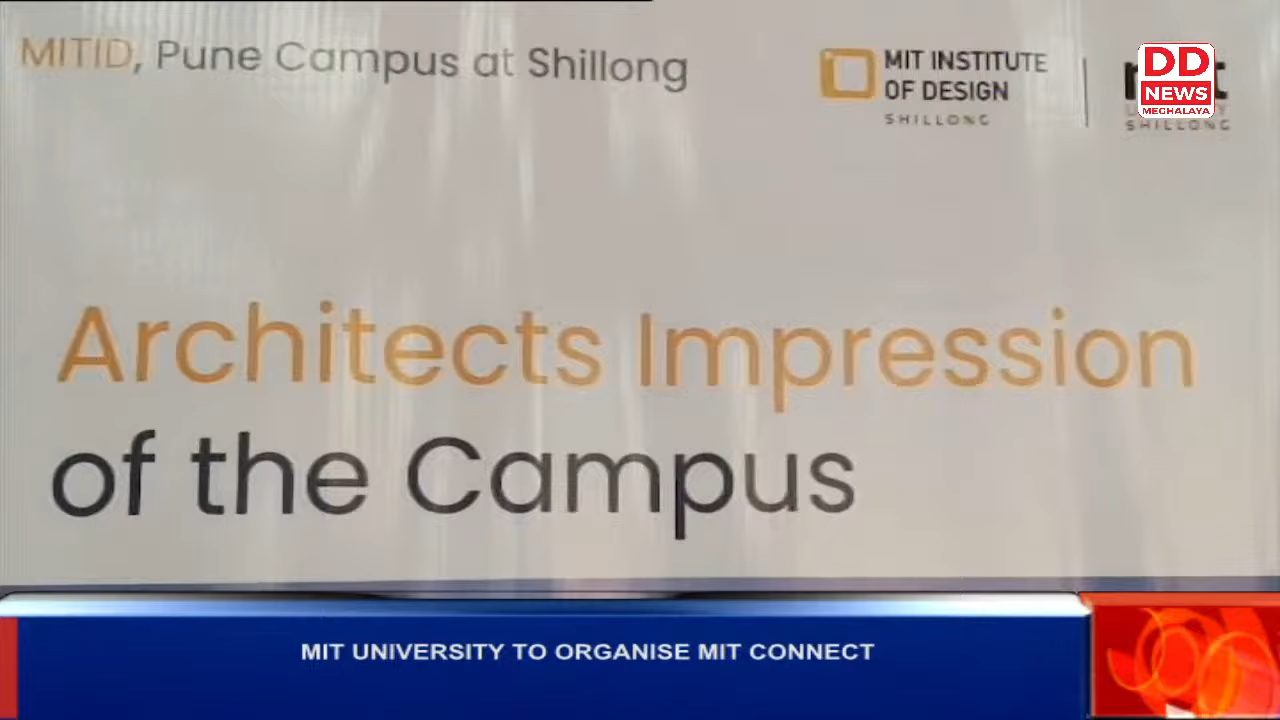 MITID, Pune Campus at Shillong
MIT INSTITUTE
OF DESIGN
SHILLONG
SHILLONG
DD
NEWS
MEGHALAYA
Architects Impression
of the Campus
MIT UNIVERSITY TO ORGANISE MIT CONNECT